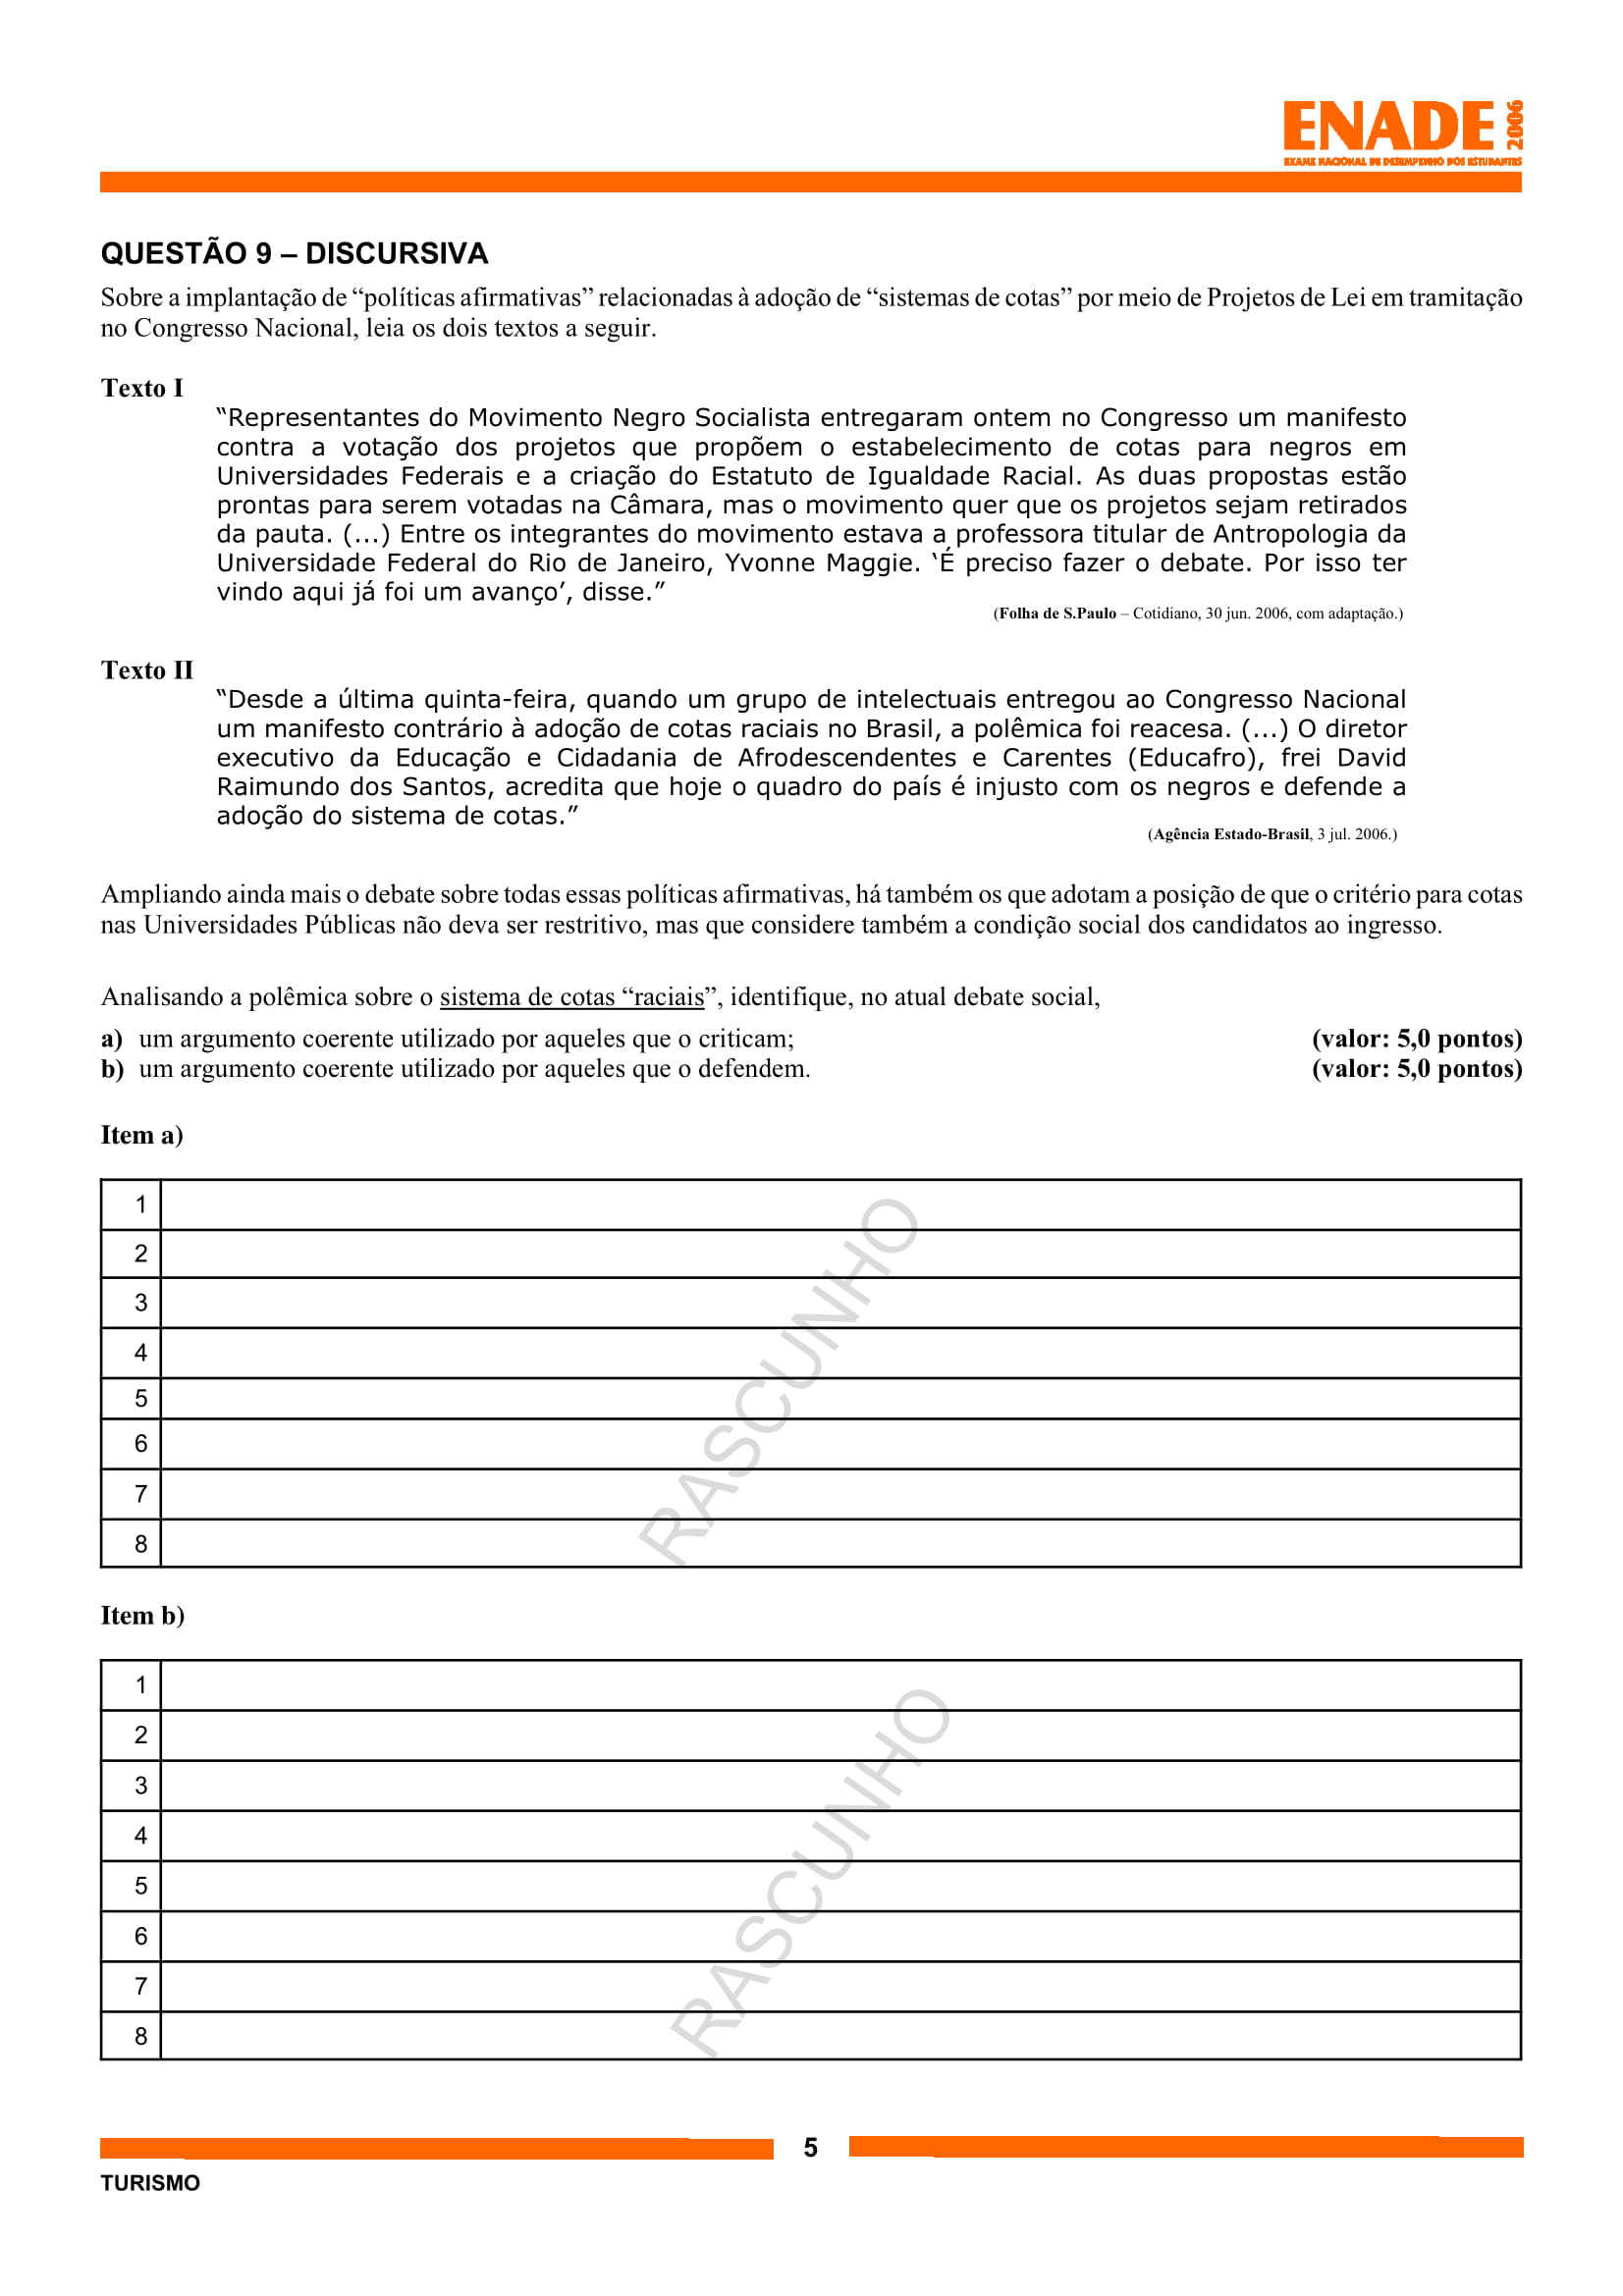 ENADE 2006
EXAME NACIONAL DE DESEMPENHO DOS ESTUDANTES
QUESTÃO 9 – DISCURSIVA
Sobre a implantação de “políticas afirmativas” relacionadas à adoção de “sistemas de cotas” por meio de Projetos de Lei em tramitação
no Congresso Nacional, leia os dois textos a seguir.
Texto I
“Representantes do Movimento Negro Socialista entregaram ontem no Congresso um manifesto
contra a votação dos projetos que propõem o estabelecimento de cotas para negros em
Universidades Federais e a criação do Estatuto de Igualdade Racial. As duas propostas estão
prontas para serem votadas na Câmara, mas o movimento quer que os projetos sejam retirados
da pauta. (...) Entre os integrantes do movimento estava a professora titular de Antropologia da
Universidade Federal do Rio de Janeiro, Yvonne Maggie. ‘É preciso fazer o debate. Por isso ter
vindo aqui já foi um avanço’, disse.”
(Folha de S.Paulo – Cotidiano, 30 jun. 2006, com adaptação.)
Texto II
“Desde a última quinta-feira, quando um grupo de intelectuais entregou ao Congresso Nacional
um manifesto contrário à adoção de cotas raciais no Brasil, a polêmica foi reacesa. (...) O diretor
executivo da Educação e Cidadania de Afrodescendentes e Carentes (Educafro), frei David
Raimundo dos Santos, acredita que hoje o quadro do país é injusto com os negros e defende a
adoção do sistema de cotas.”
(Agência Estado-Brasil, 3 jul. 2006.)
Ampliando ainda mais o debate sobre todas essas políticas afirmativas, há também os que adotam a posição de que o critério para cotas
nas Universidades Públicas não deva ser restritivo, mas que considere também a condição social dos candidatos ao ingresso.
Analisando a polêmica sobre o sistema de cotas “raciais”, identifique, no atual debate social,
a) um argumento coerente utilizado por aqueles que o criticam; (valor: 5,0 pontos)
b) um argumento coerente utilizado por aqueles que o defendem. (valor: 5,0 pontos)
Item a)
1
2
3
4
5
6
7
8
RASCUNHO
Item b)
1
2
3
4
5
6
7
8
RASCUNHO
5
TURISMO